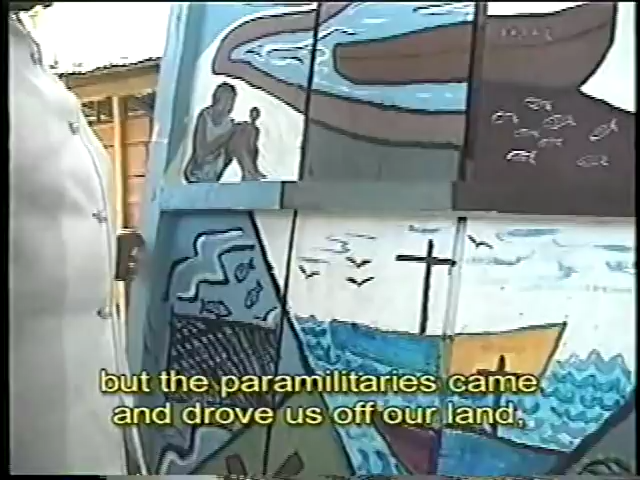 but the paramilitaries came
and drove us off our land,